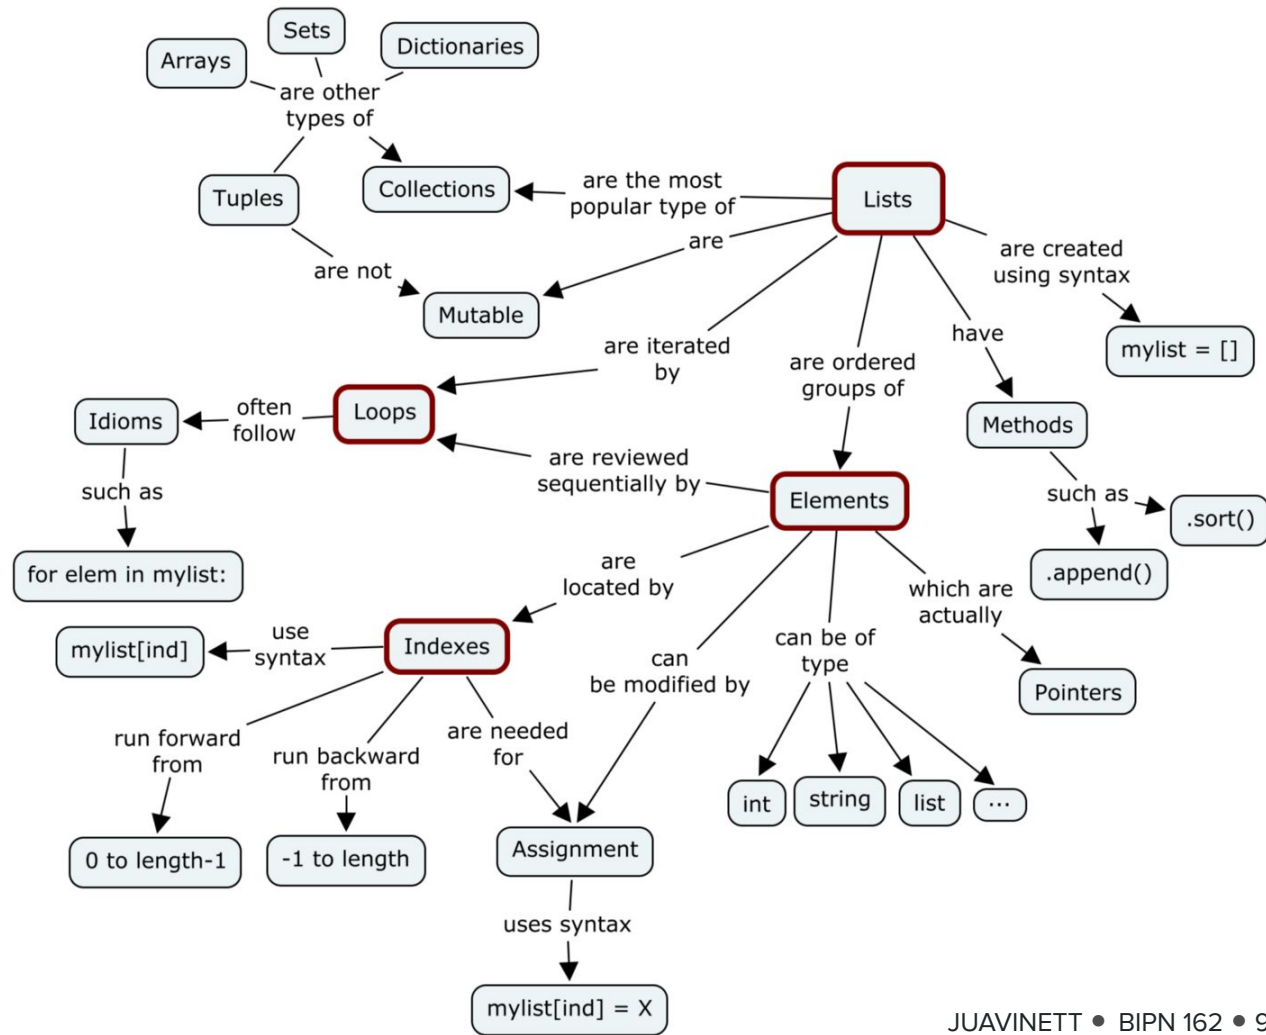 Sets
Dictionaries
Arrays
are other
types of
Tuples
Collections
are the most
popular type of
Lists
are
are not
Mutable
are created
using syntax
mylist = []
have
are iterated
by
are ordered
groups of
Loops
often
follow
Idioms
Methods
such as
are reviewed
sequentially by
Elements
such as
.sort()
.append()
for elem in mylist:
are
located by
which are
actually
mylist[ind]
use
syntax
Indexes
can
be modified by
can be of
type
Pointers
run forward
from
run backward
from
are needed
for
int
string
list
...
0 to length-1
-1 to length
Assignment
uses syntax
mylist[ind] = X
JUAVINETT • BIPN 162 • 9